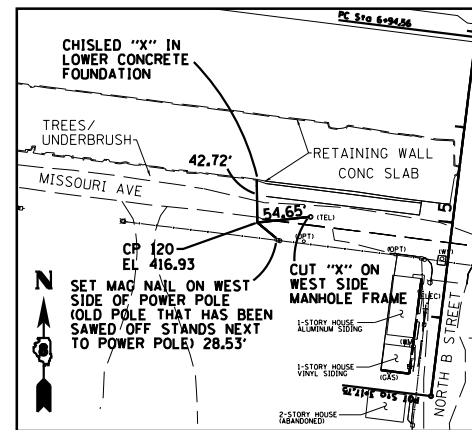 PC Sta 6+94.56
CHISLED "X" IN
LOWER CONCRETE
FOUNDATION
TREES/
UNDERBRUSH
42.72'
RETAINING WALL
CONC SLAB
MISSOURI AVE
54.65'
(TEL)
5
CP 120
EL 416.93
(OPT)
(OPT)
SET MAG NAIL ON WEST
SIDE OF POWER POLE
(OLD POLE THAT HAS BEEN
SAWED OFF STANDS NEXT
TO POWER POLE) 28.53'
CUT "X" ON
WEST SIDE
MANHOLE FRAME
N
1-STORY HOUSE
ALUMINUM SIDING
1-STORY HOUSE
VINYL SIDING
(GAS)
NORTH B STREET
2-STORY HOUSE
(ABANDONED)